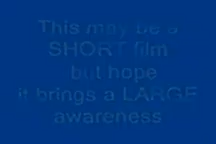 This may be a
SHORT film
but hope
it brings a LARGE
awareness